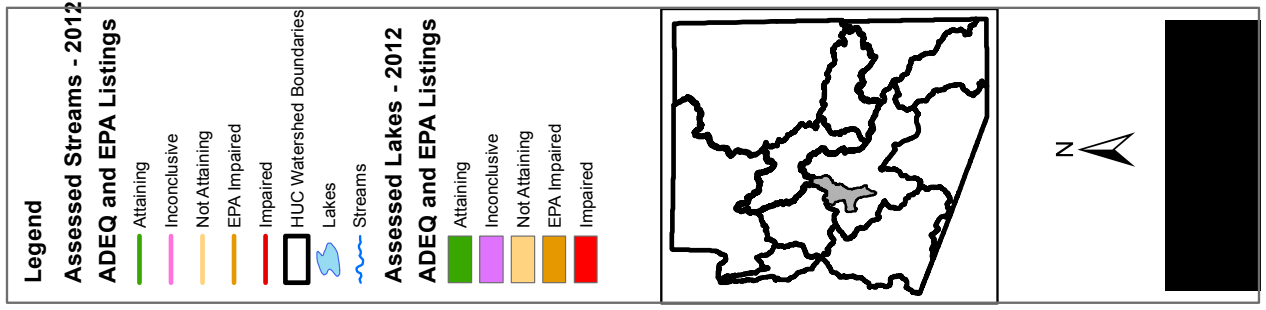 Legend
Assessed Streams - 2012
ADEQ and EPA Listings
Attaining
Inconclusive
Not Attaining
EPA Impaired
Impaired
HUC Watershed Boundaries
Lakes
Streams
Assessed Lakes - 2012
ADEQ and EPA Listings
Attaining
Inconclusive
Not Attaining
EPA Impaired
Impaired
N